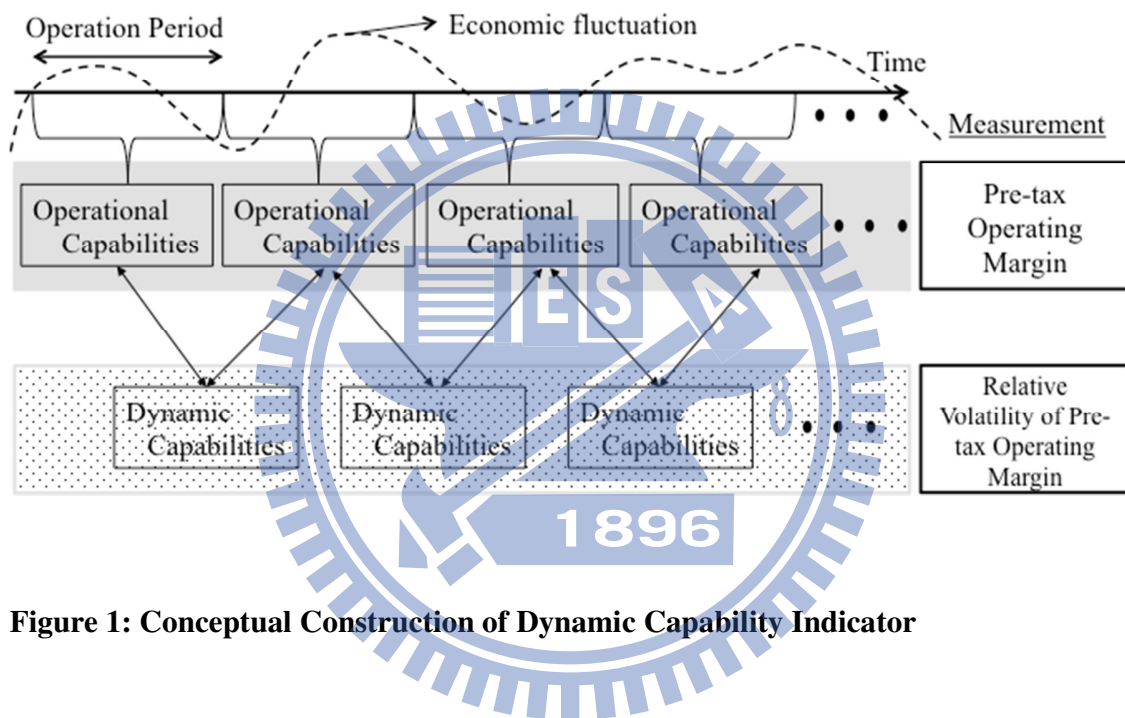 Operation Period
Economic fluctuation
Time
Measurement
Operational
Capabilities
Operational
Capabilities
Operational
Capabilities
Operational
Capabilities
Pre-tax
Operating
Margin
Dynamic
Capabilities
Dynamic
Capabilities
Dynamic
Capabilities
Relative
Volatility of Pre-
tax Operating
Margin
ESA
8
1896
Figure 1: Conceptual Construction of Dynamic Capability Indicator